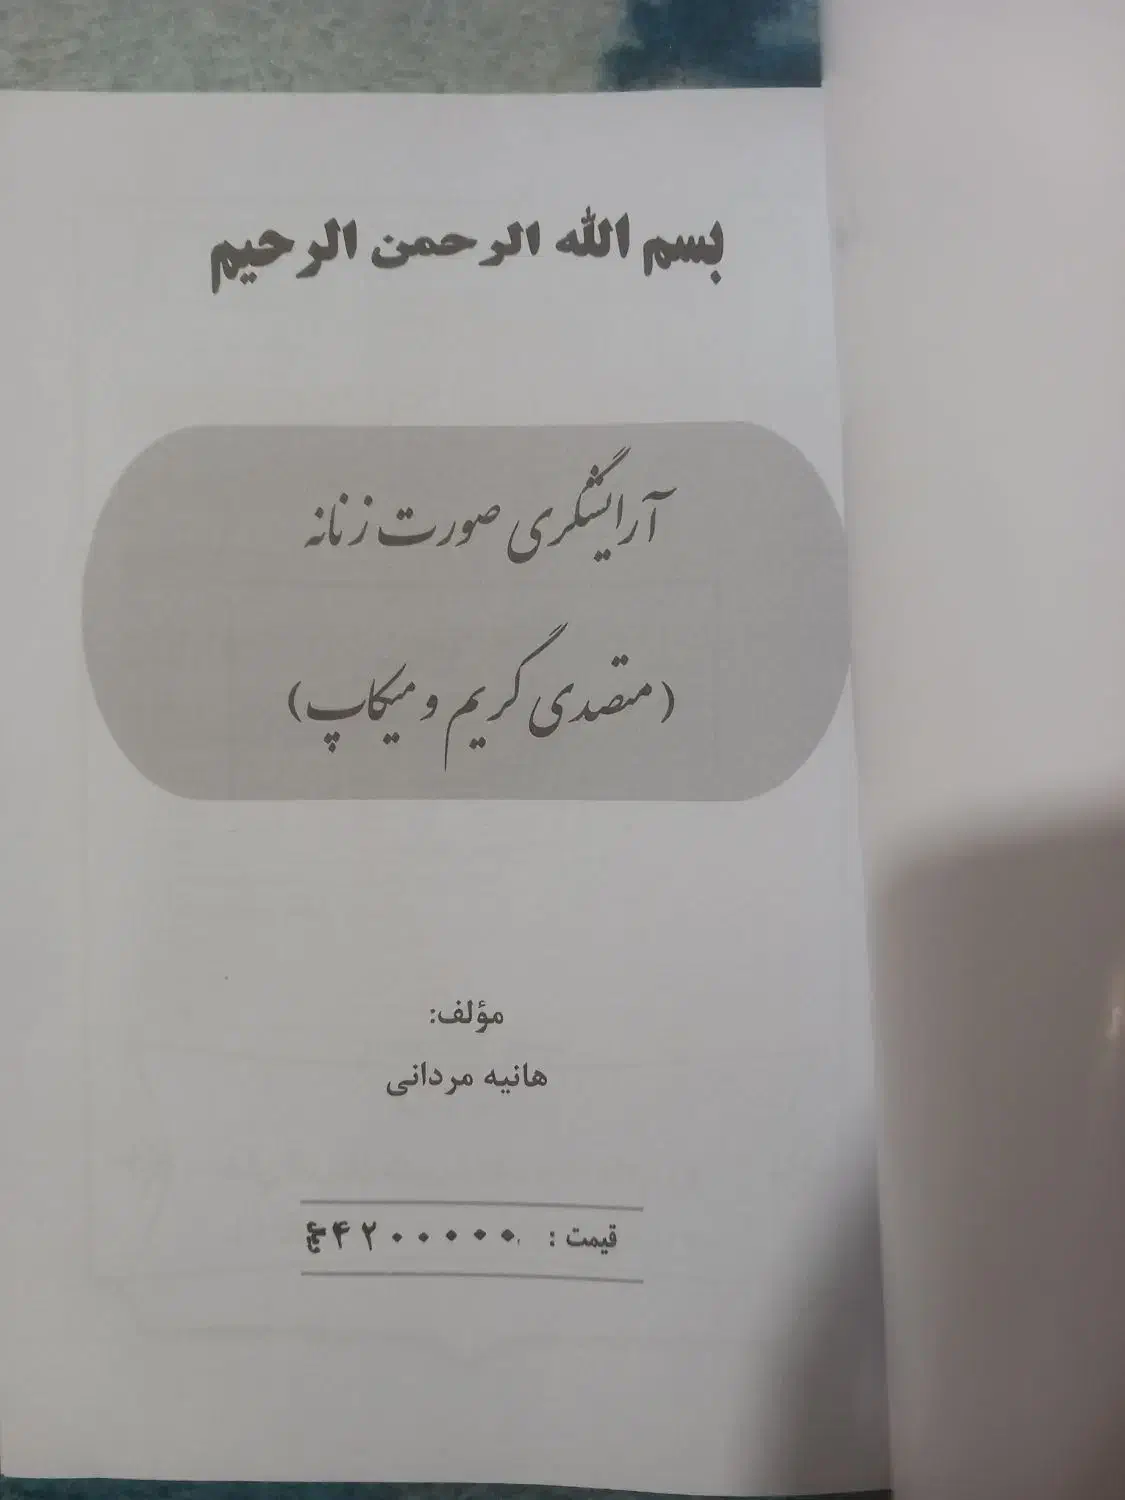 بسم الله الرحمن الرحیم
آرایشگری صورت زنانه
(متصدی گریم و میکاپ)
مؤلف:
هانیه مردانی
قیمت : ۴۲۰۰۰۰۰